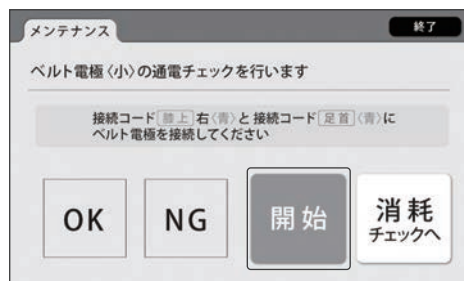 メンテナンス
終了
ベルト電極〈小〉の通電チェックを行います
接続コード 膝上 右〈青〉と 接続コード 足首〈青〉に
ベルト電極を接続してください
OK
NG
開始
消耗
チェックへ